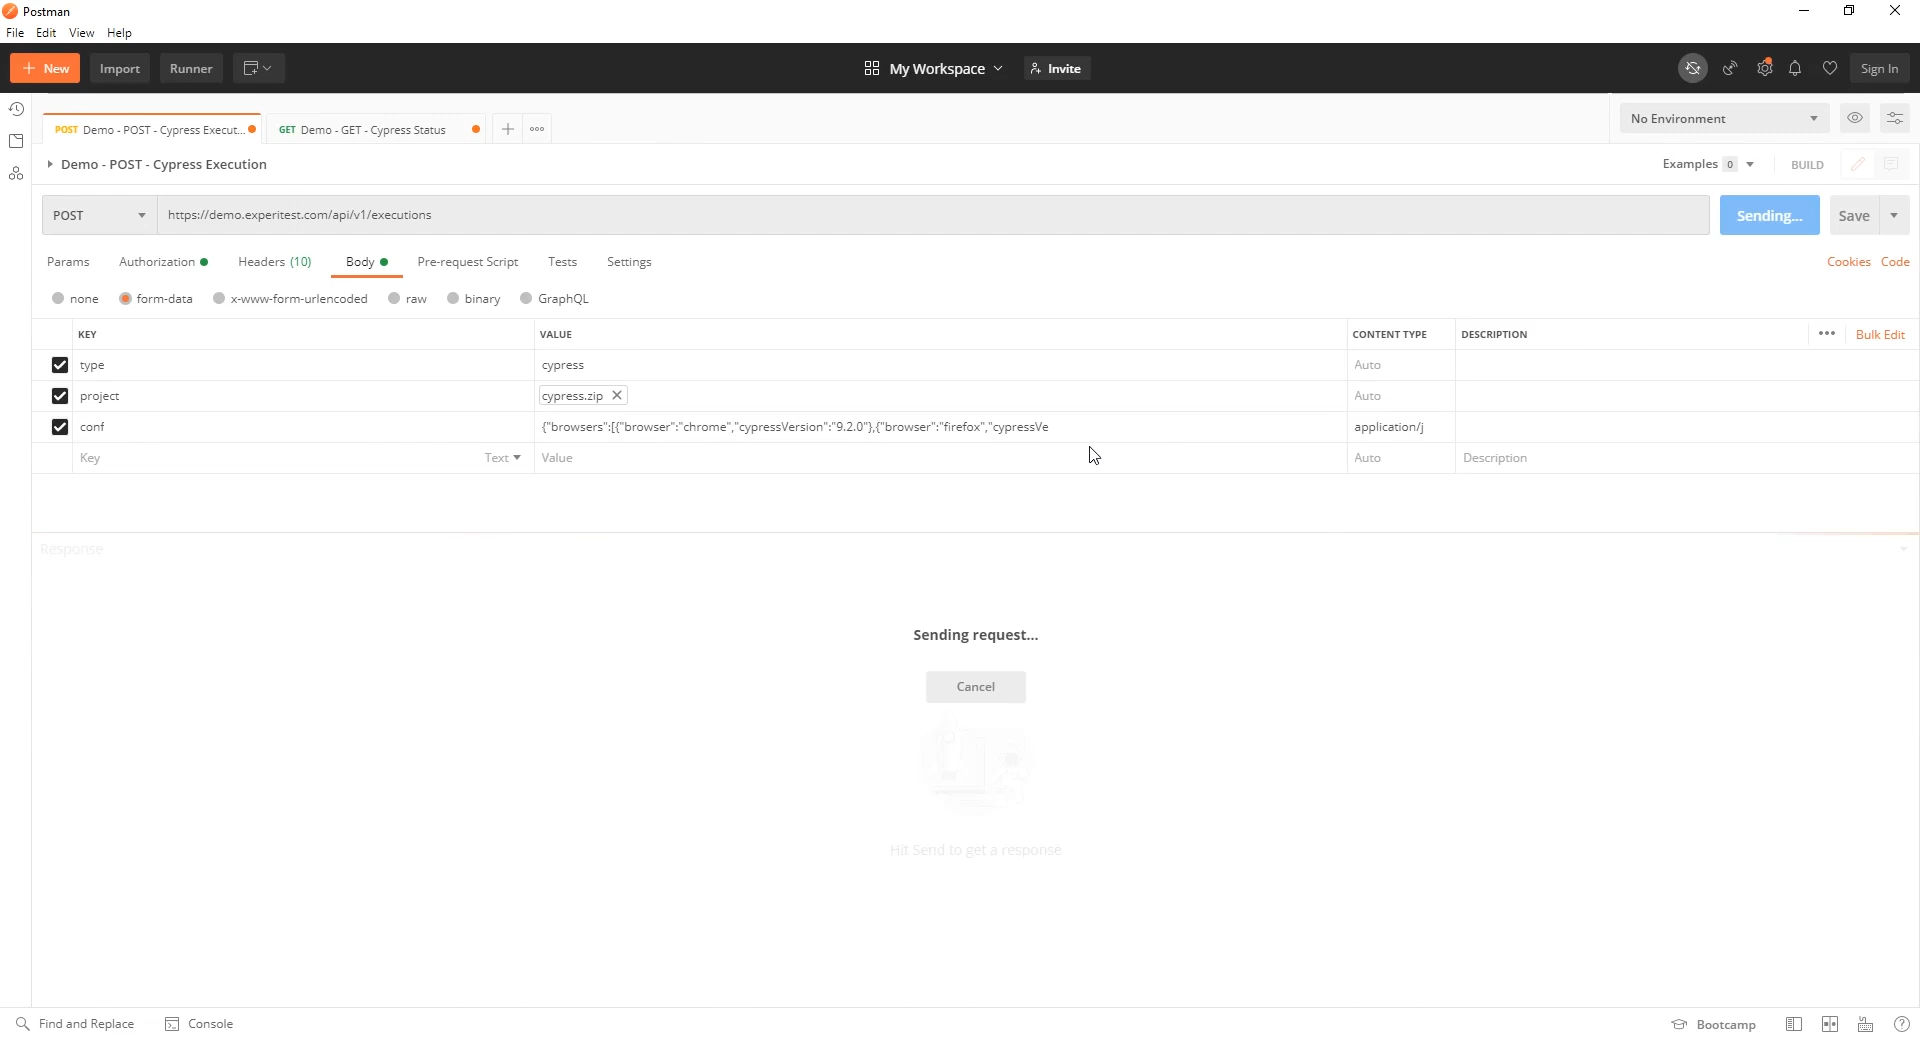 Postman
File Edit View Help
New Import Runner My Workspace Invite Sign In
POST Demo - POST - Cypress Execut... GET Demo - GET - Cypress Status No Environment
Demo - POST - Cypress Execution Examples 0 BUILD
POST https://demo.experitest.com/api/v1/executions Sending... Save
Params Authorization Headers (10) Body Pre-request Script Tests Settings Cookies Code
none form-data x-www-form-urlencoded raw binary GraphQL
KEY VALUE CONTENT TYPE DESCRIPTION Bulk Edit
type cypress Auto
project cypress.zip Auto
conf {"browsers":[{"browser":"chrome","cypressVersion":"9.2.0"},{"browser":"firefox","cypressVe application/j
Key Text Value Auto Description
Response
Sending request...
Cancel
Hit Send to get a response
Find and Replace Console Bootcamp